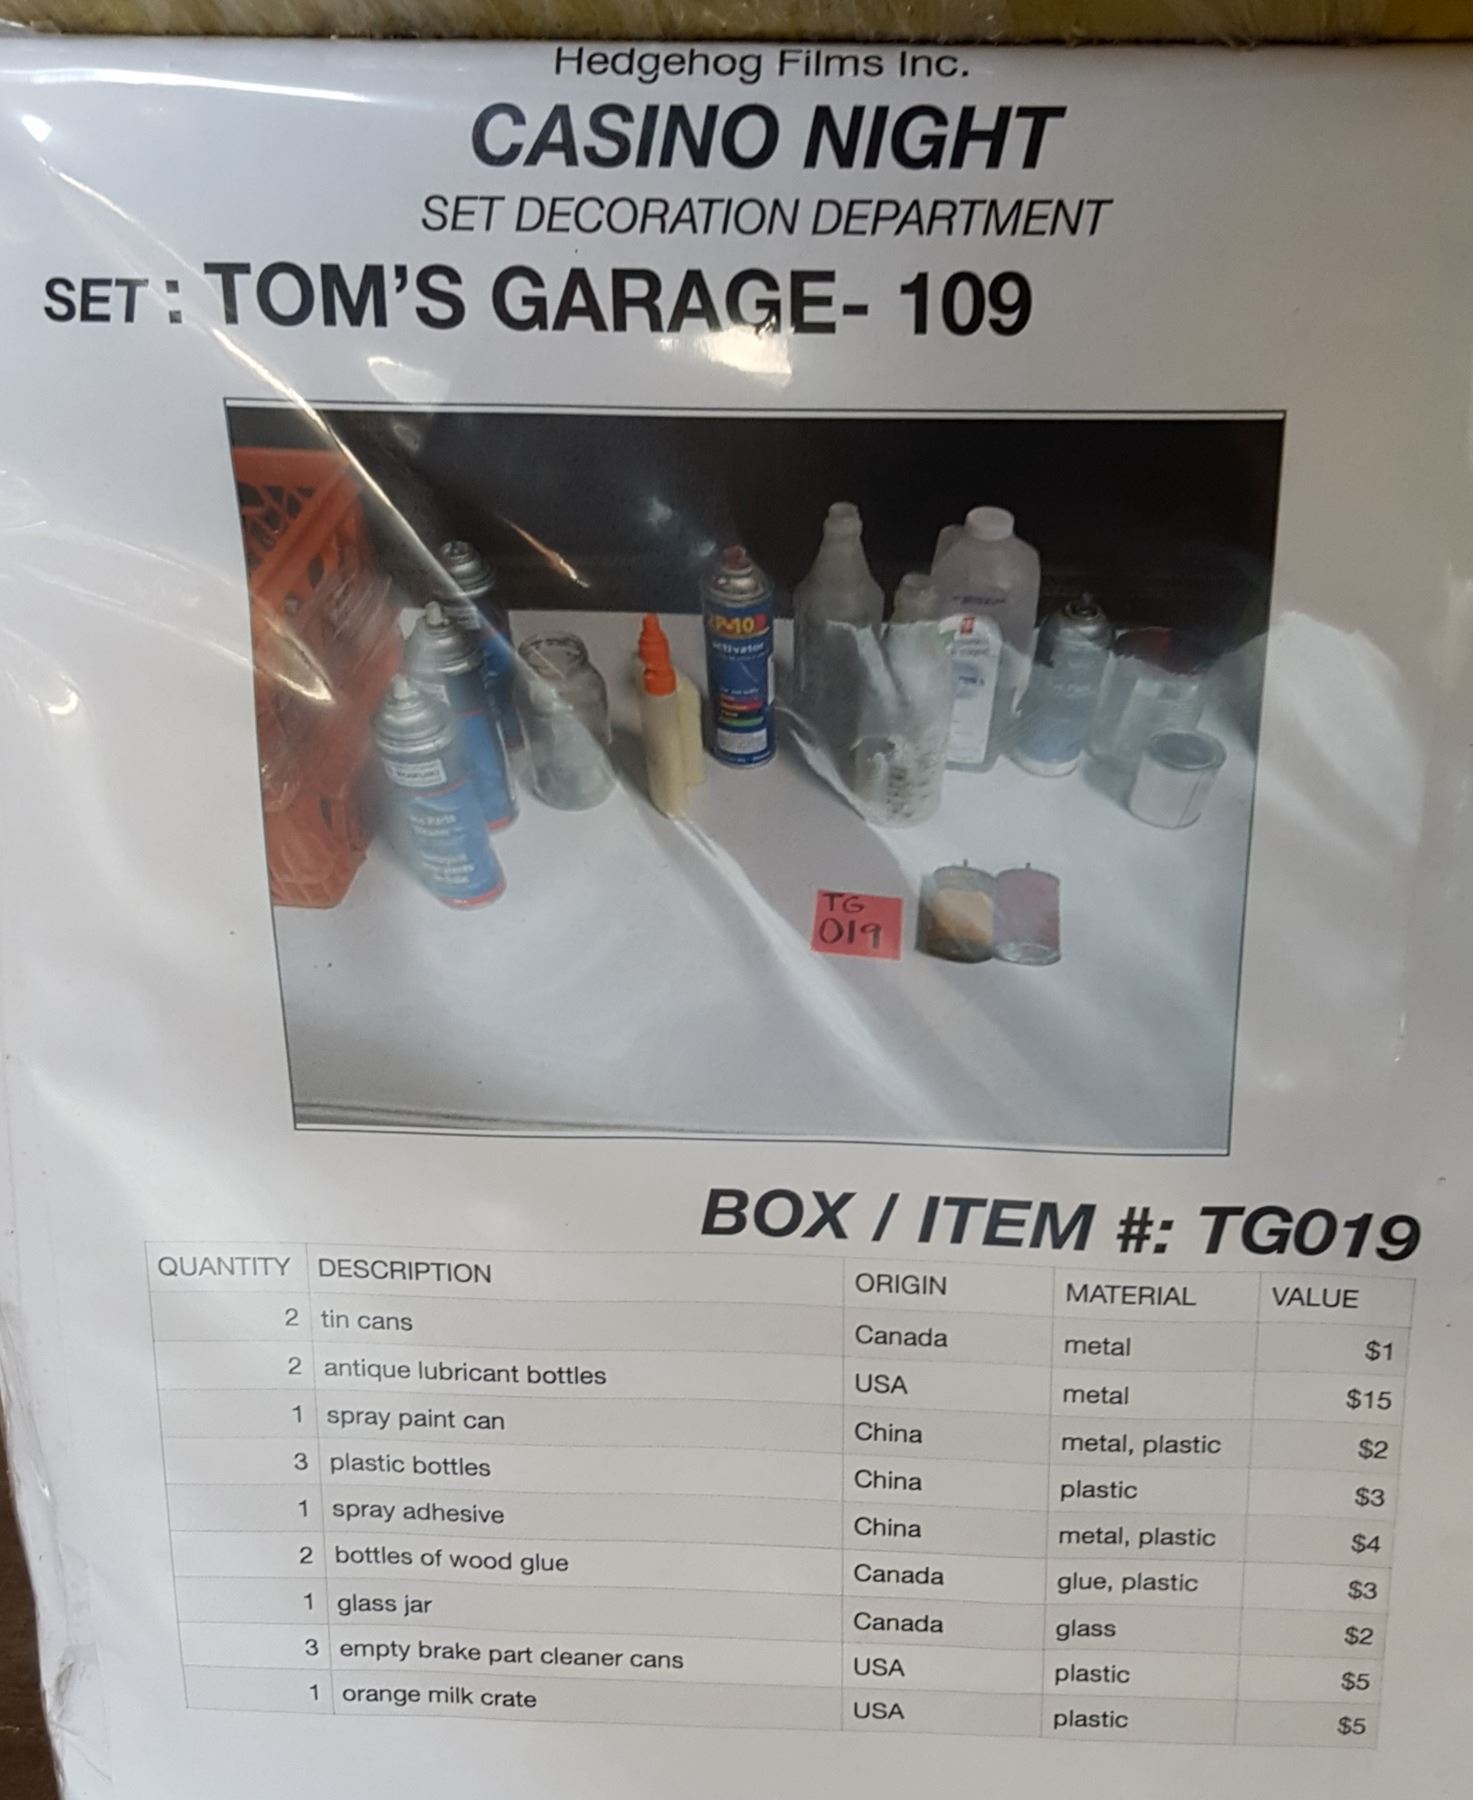 Hedgehog Films Inc.
CASINO NIGHT
SET DECORATION DEPARTMENT
SET : TOM'S GARAGE- 109
TG
019
BOX / ITEM #: TG019
QUANTITY DESCRIPTION ORIGIN MATERIAL VALUE
2 tin cans Canada metal $1
2 antique lubricant bottles USA metal $15
1 spray paint can China metal, plastic $2
3 plastic bottles China plastic $3
1 spray adhesive China metal, plastic $4
2 bottles of wood glue Canada glue, plastic $3
1 glass jar Canada glass $2
3 empty brake part cleaner cans USA plastic $5
1 orange milk crate USA plastic $5